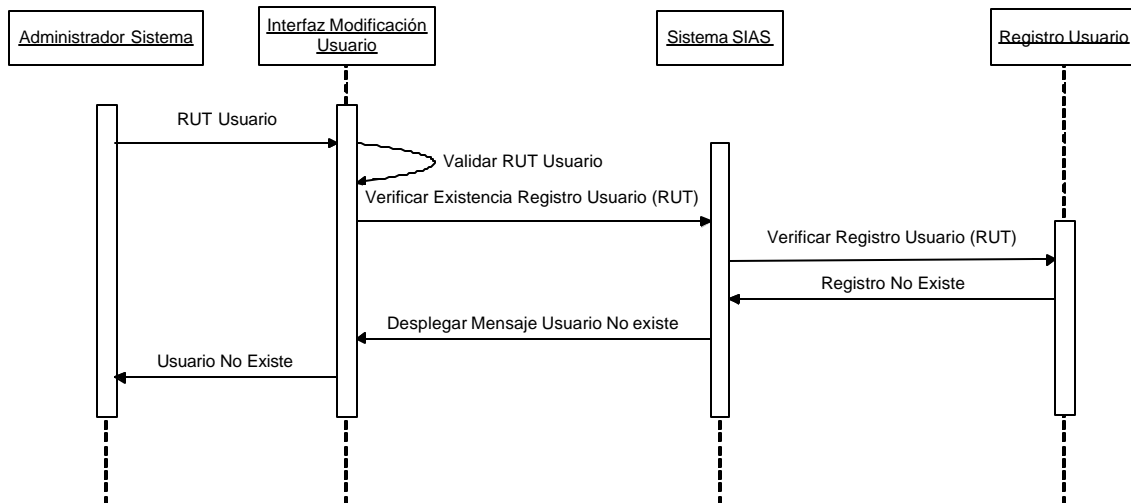 Administrador Sistema
Interfaz Modificación
Usuario
Sistema SIAS
Registro Usuario
RUT Usuario
Validar RUT Usuario
Verificar Existencia Registro Usuario (RUT)
Verificar Registro Usuario (RUT)
Registro No Existe
Desplegar Mensaje Usuario No existe
Usuario No Existe